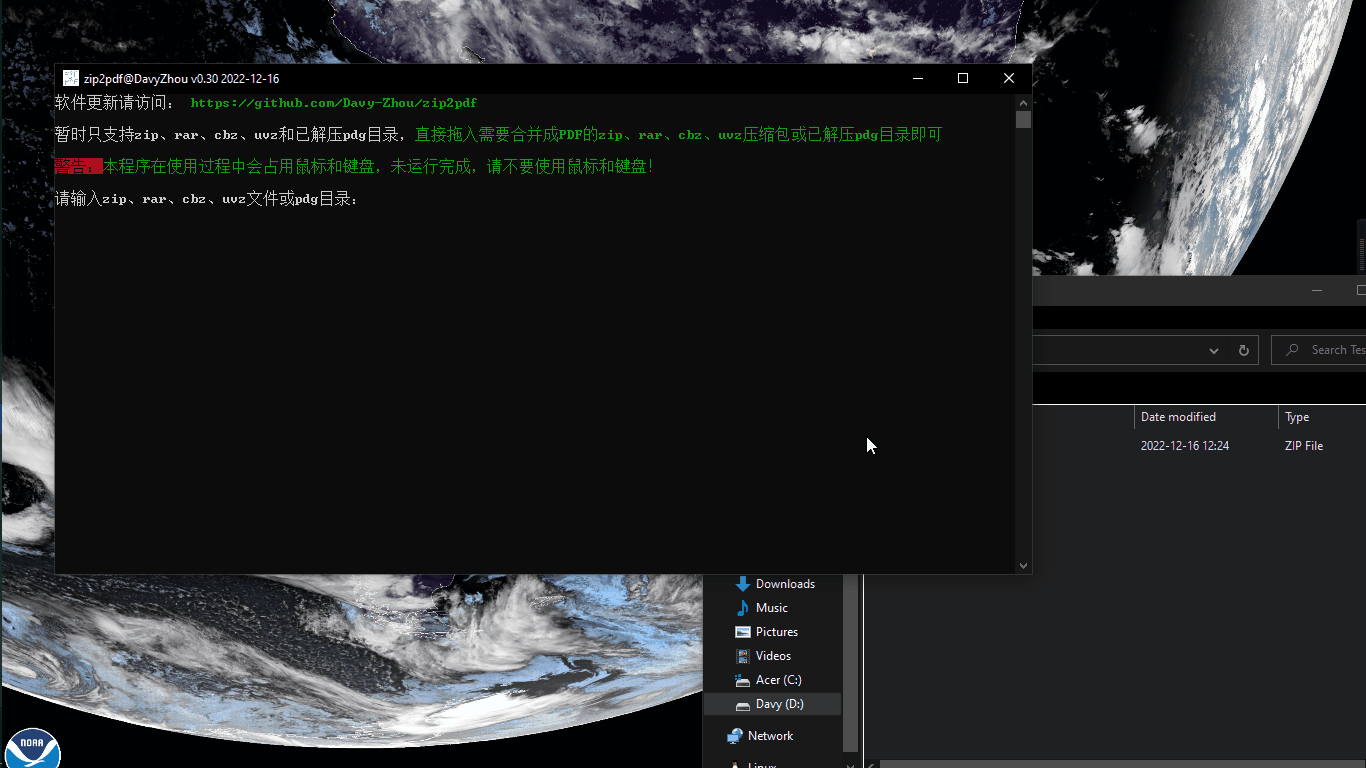 zip2pdf@DavyZhou v0.30 2022-12-16
软件更新请访问： https://github.com/Davy-Zhou/zip2pdf
暂时只支持zip、rar、cbz、uvz和已解压pdg目录，直接拖入需要合并成PDF的zip、rar、cbz、uvz压缩包或已解压pdg目录即可
警告：本程序在使用过程中会占用鼠标和键盘，未运行完成，请不要使用鼠标和键盘！
请输入zip、rar、cbz、uvz文件或pdg目录：
Search Tes
Date modified Type
2022-12-16 12:24 ZIP File
Downloads
Music
Pictures
Videos
Acer (C:)
Davy (D:)
Network
Linux
NOAA